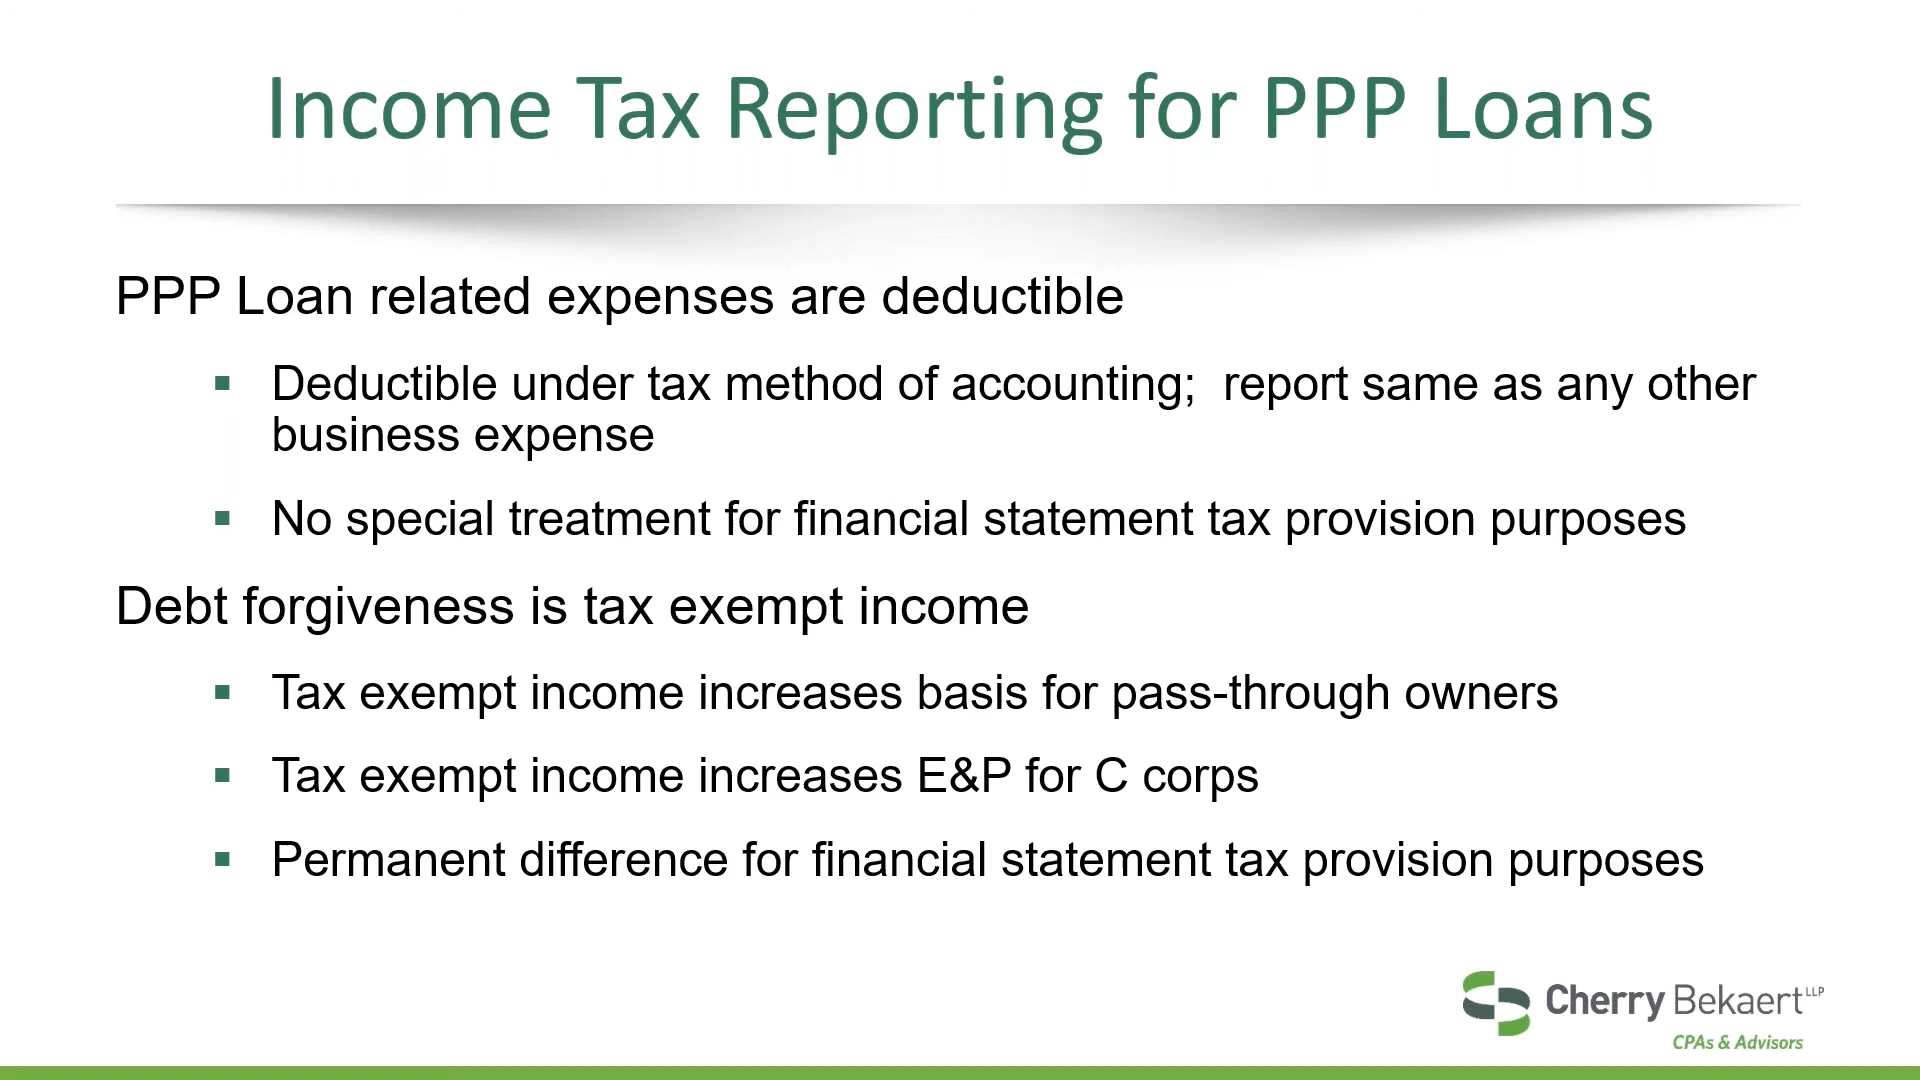 Income Tax Reporting for PPP Loans
PPP Loan related expenses are deductible
▪ Deductible under tax method of accounting;  report same as any other
business expense
▪ No special treatment for financial statement tax provision purposes
Debt forgiveness is tax exempt income
▪ Tax exempt income increases basis for pass-through owners
▪ Tax exempt income increases E&P for C corps
▪ Permanent difference for financial statement tax provision purposes
Cherry Bekaert LLP
CPAs & Advisors